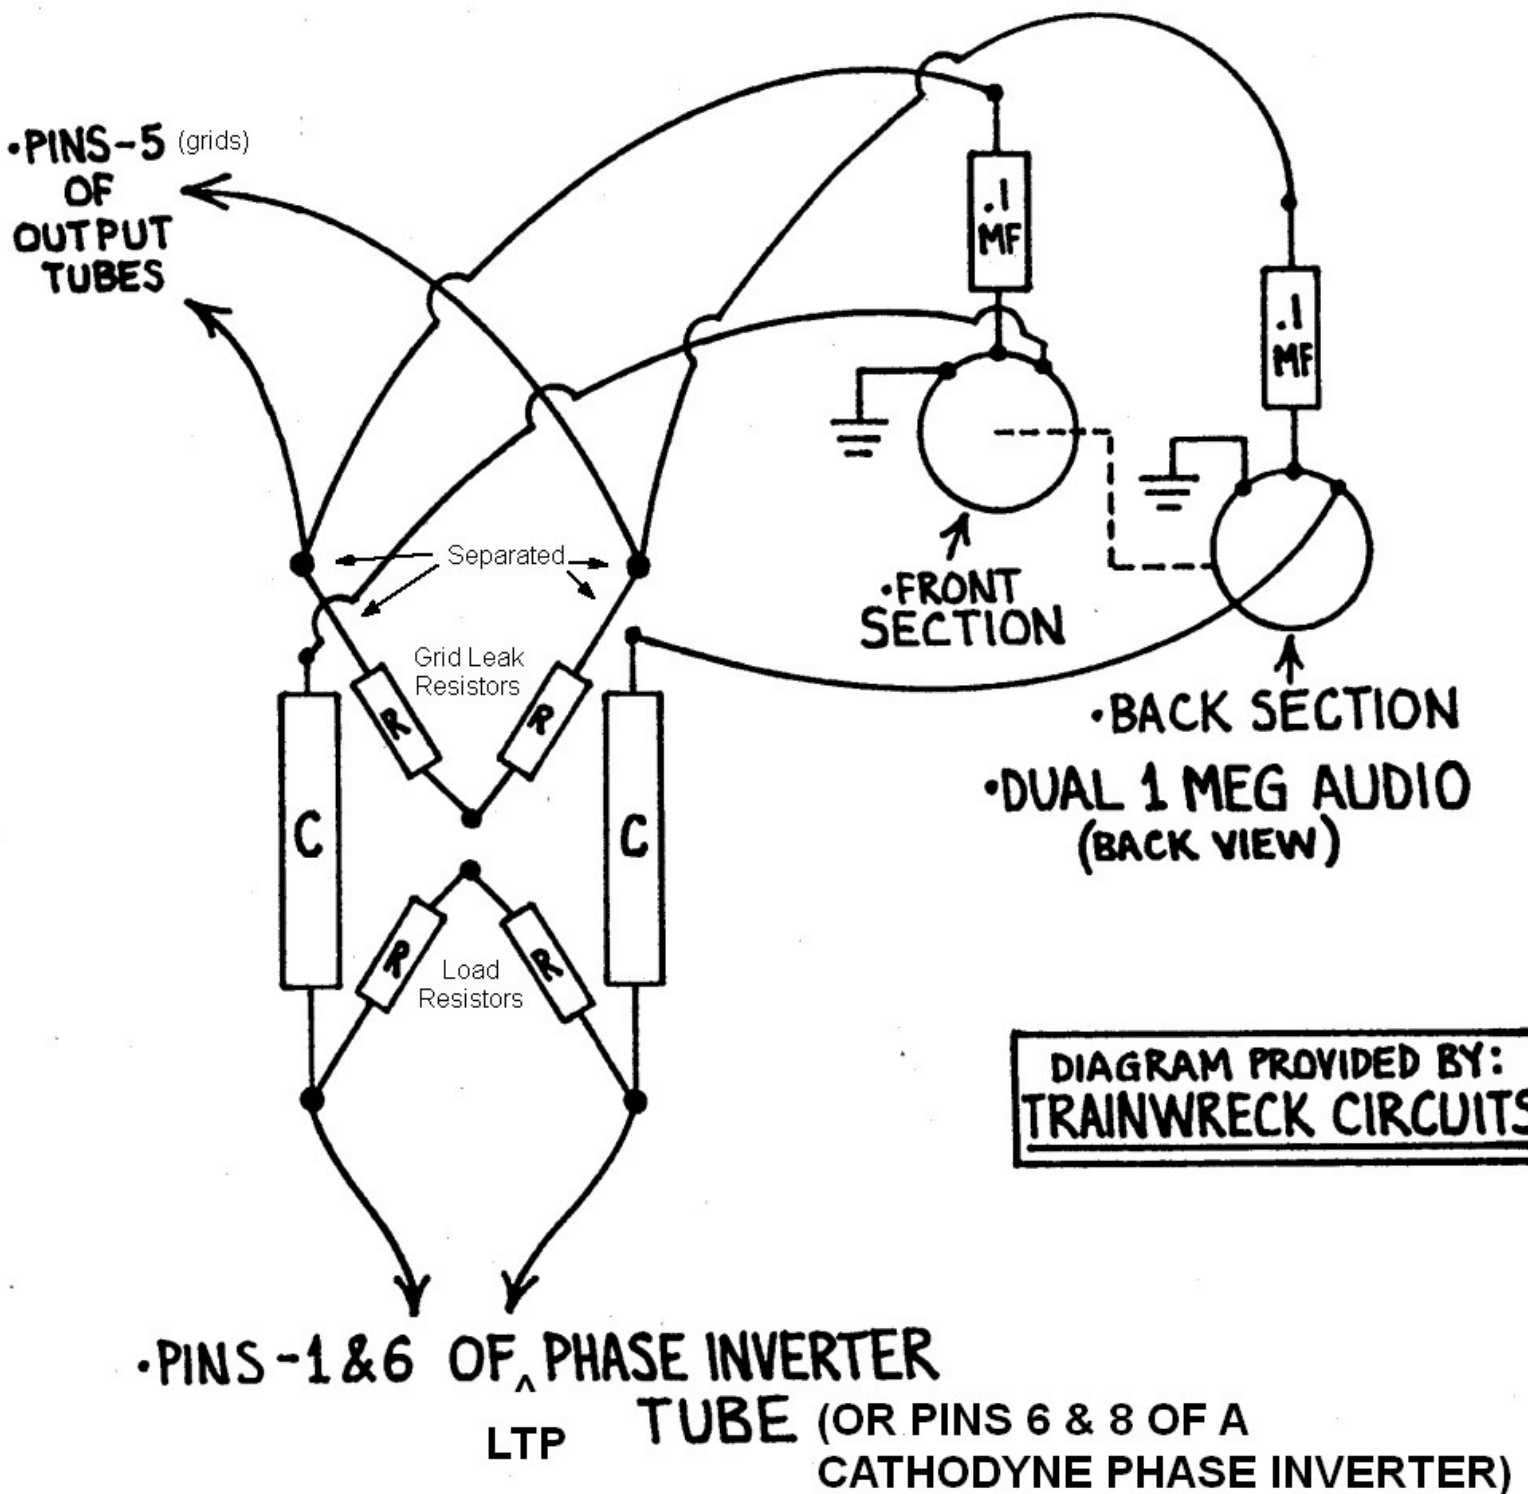 •PINS-5 (grids)
OF
OUTPUT
TUBES
.1
MF
.1
MF
Separated
•FRONT
SECTION
Grid Leak
Resistors
R
R
•BACK SECTION
•DUAL 1 MEG AUDIO
(BACK VIEW)
C
C
R
R
Load
Resistors
DIAGRAM PROVIDED BY:
TRAINWRECK CIRCUITS
•PINS-1&6 OF^PHASE INVERTER
LTP
TUBE (OR PINS 6 & 8 OF A
CATHODYNE PHASE INVERTER)